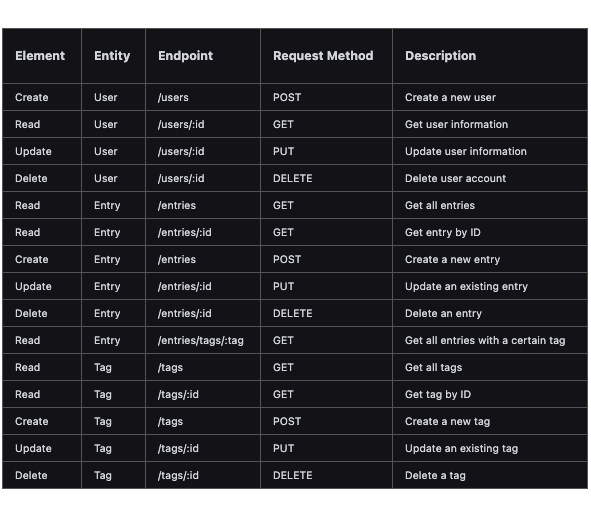 Element Entity Endpoint Request Method Description
Create User /users POST Create a new user
Read User /users/:id GET Get user information
Update User /users/:id PUT Update user information
Delete User /users/:id DELETE Delete user account
Read Entry /entries GET Get all entries
Read Entry /entries/:id GET Get entry by ID
Create Entry /entries POST Create a new entry
Update Entry /entries/:id PUT Update an existing entry
Delete Entry /entries/:id DELETE Delete an entry
Read Entry /entries/tags/:tag GET Get all entries with a certain tag
Read Tag /tags GET Get all tags
Read Tag /tags/:id GET Get tag by ID
Create Tag /tags POST Create a new tag
Update Tag /tags/:id PUT Update an existing tag
Delete Tag /tags/:id DELETE Delete a tag